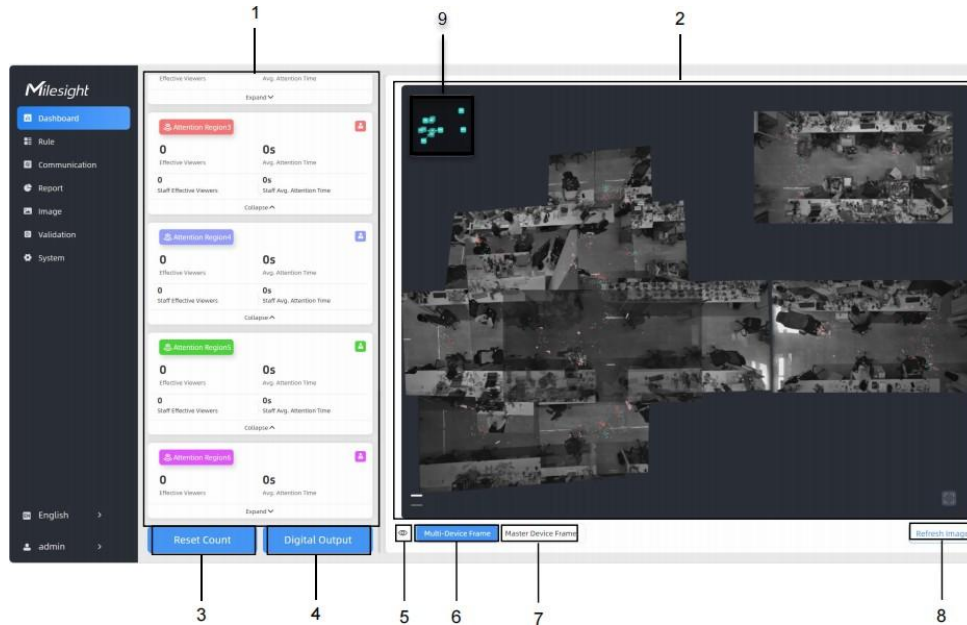 1
9
2
Milesight
Dashboard
Rule
Communication
Report
Image
Validation
System
English
admin
Effective Viewers Avg. Attention Time
Expand
Attention Region3
0 0s
Effective Viewers Avg. Attention Time
0 0s
Staff Effective Viewers Staff Avg. Attention Time
Collapse
Attention Region4
0 0s
Effective Viewers Avg. Attention Time
0 0s
Staff Effective Viewers Staff Avg. Attention Time
Collapse
Attention Region5
0 0s
Effective Viewers Avg. Attention Time
0 0s
Staff Effective Viewers Staff Avg. Attention Time
Collapse
Attention Region6
0 0s
Effective Viewers Avg. Attention Time
Expand
Reset Count Digital Output
Multi-Device Frame Master Device Frame Refresh Image
3 4 5 6 7 8